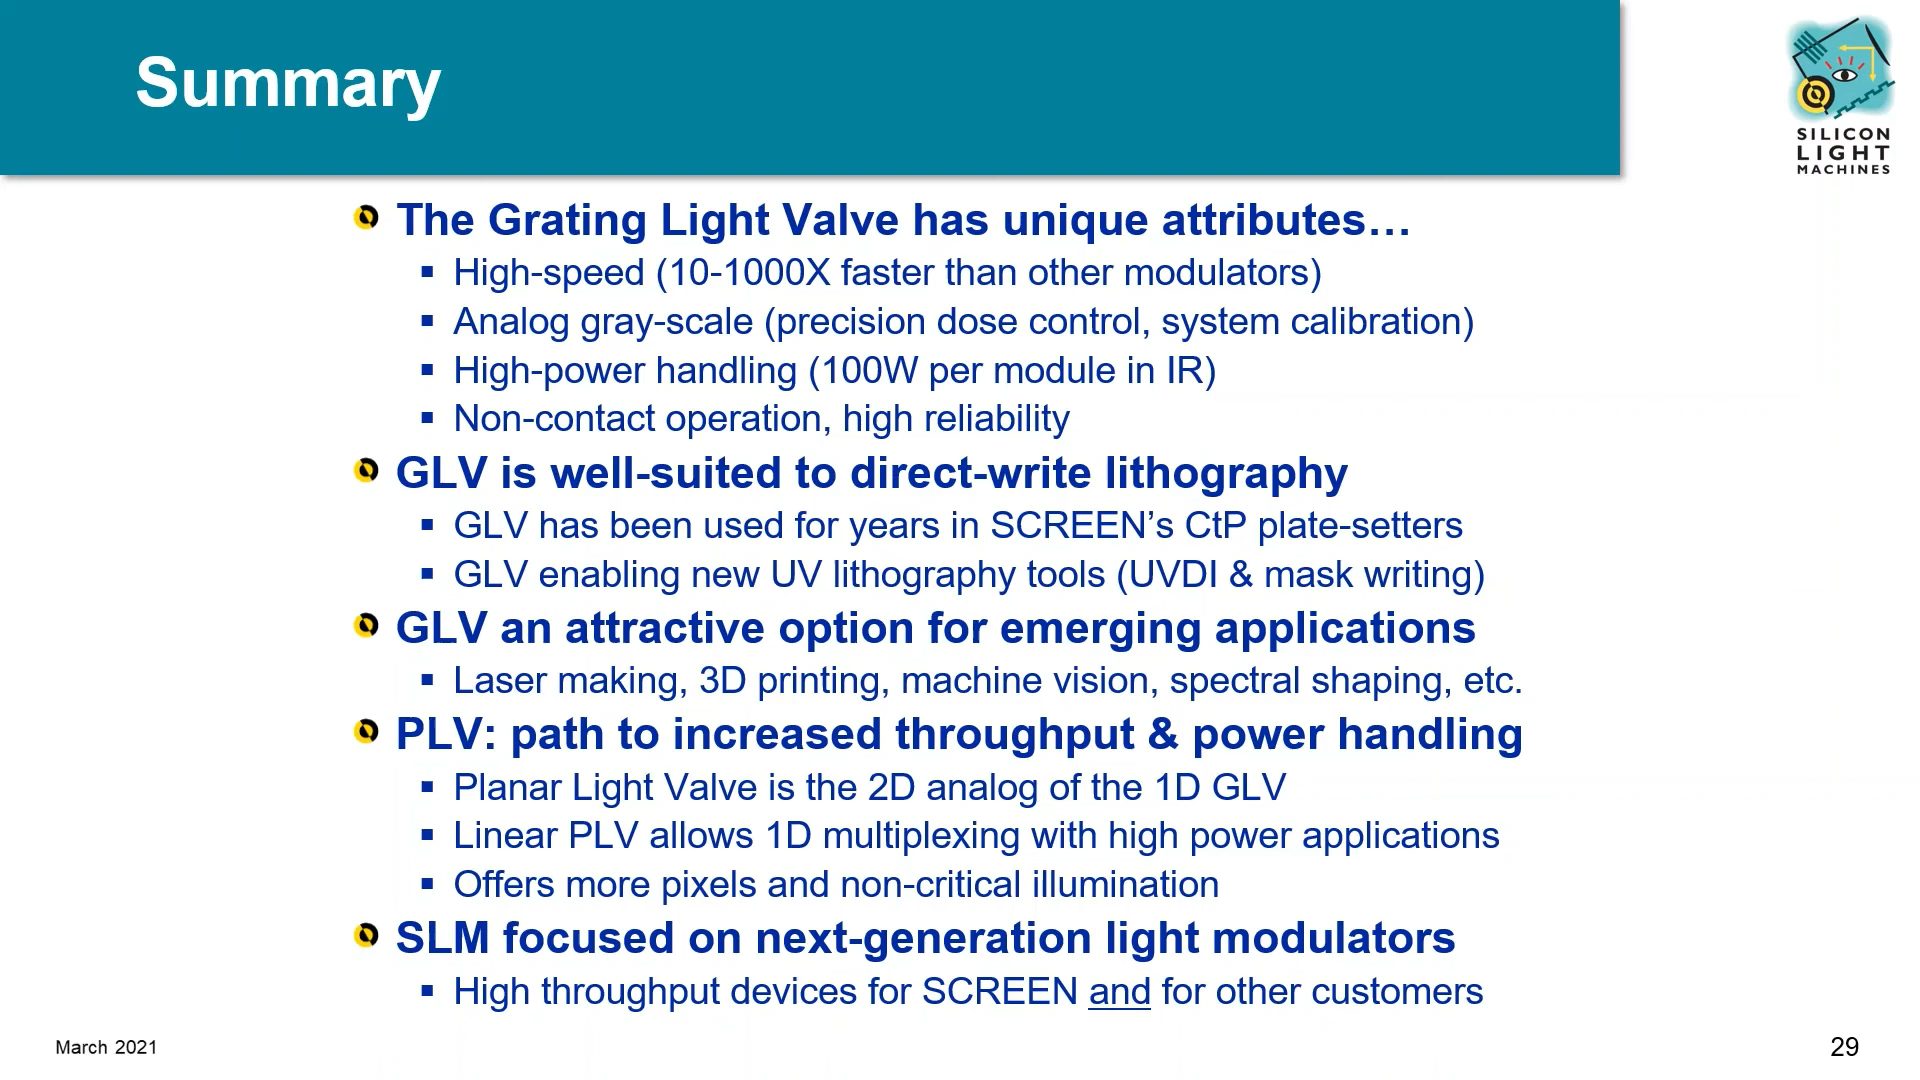 Summary
SILICON
LIGHT
MACHINES
The Grating Light Valve has unique attributes…
High-speed (10-1000X faster than other modulators)
Analog gray-scale (precision dose control, system calibration)
High-power handling (100W per module in IR)
Non-contact operation, high reliability
GLV is well-suited to direct-write lithography
GLV has been used for years in SCREEN’s CtP plate-setters
GLV enabling new UV lithography tools (UVDI & mask writing)
GLV an attractive option for emerging applications
Laser making, 3D printing, machine vision, spectral shaping, etc.
PLV: path to increased throughput & power handling
Planar Light Valve is the 2D analog of the 1D GLV
Linear PLV allows 1D multiplexing with high power applications
Offers more pixels and non-critical illumination
SLM focused on next-generation light modulators
High throughput devices for SCREEN and for other customers
March 2021
29